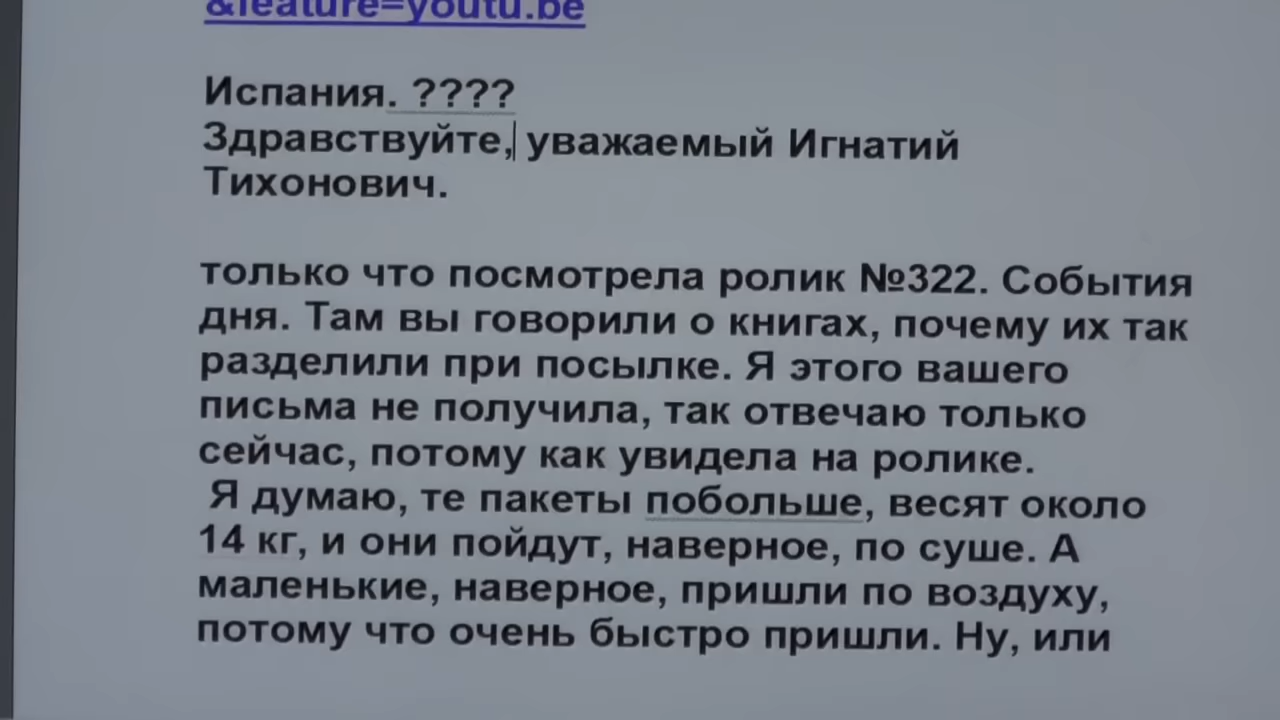 &feature=youtu.be
Испания. ????
Здравствуйте, уважаемый Игнатий
Тихонович.
только что посмотрела ролик №322. События
дня. Там вы говорили о книгах, почему их так
разделили при посылке. Я этого вашего
письма не получила, так отвечаю только
сейчас, потому как увидела на ролике.
Я думаю, те пакеты побольше, весят около
14 кг, и они пойдут, наверное, по суше. А
маленькие, наверное, пришли по воздуху,
потому что очень быстро пришли. Ну, или